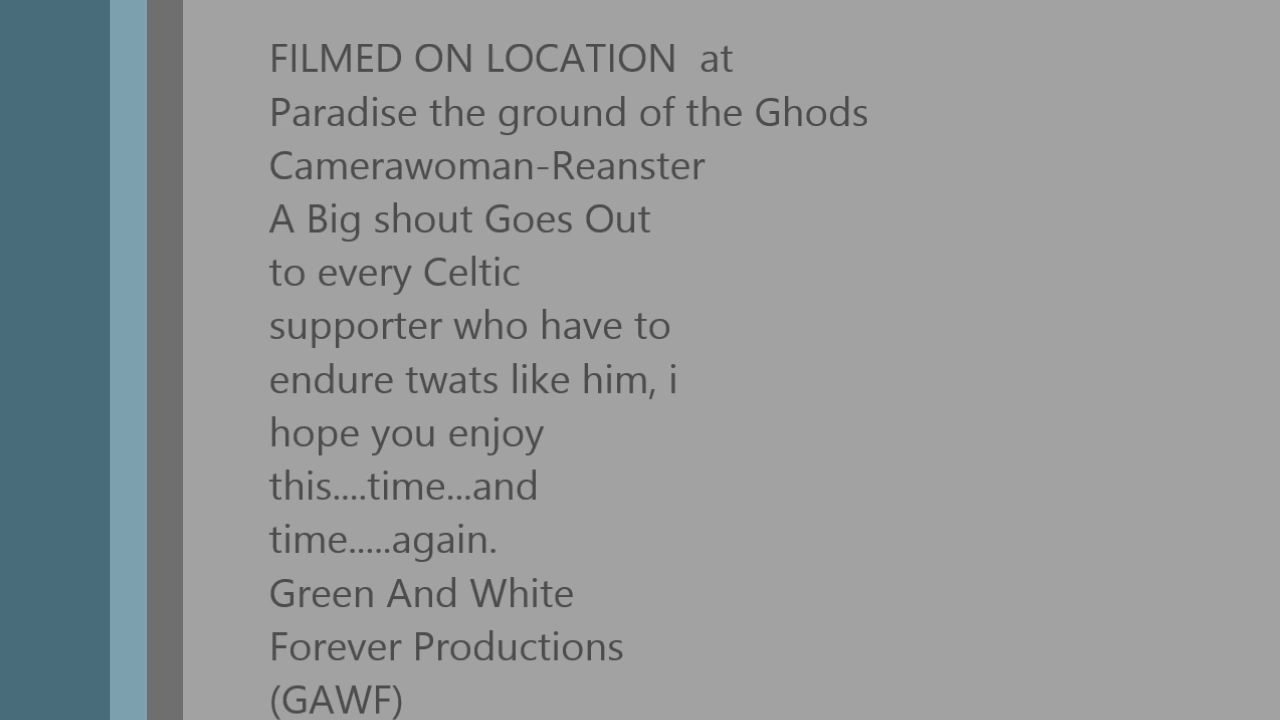 FILMED ON LOCATION  at
Paradise the ground of the Ghods
Camerawoman-Reanster
A Big shout Goes Out
to every Celtic
supporter who have to
endure twats like him, i
hope you enjoy
this....time...and
time.....again.
Green And White
Forever Productions
(GAWF)